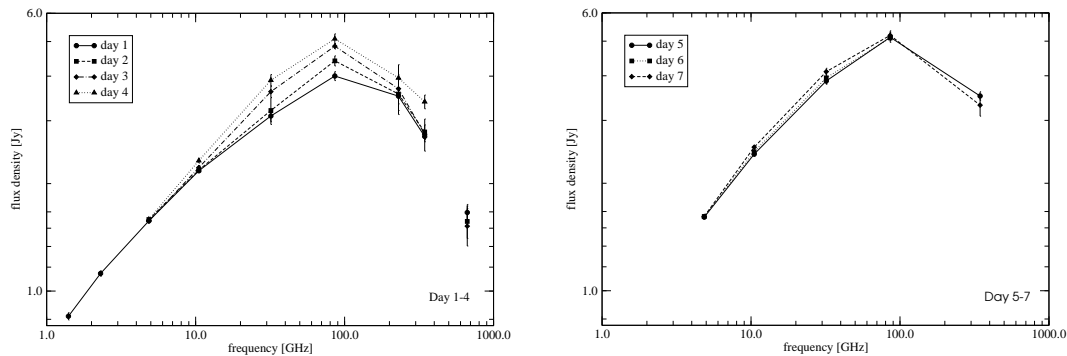 6.0
flux density [Jy]
1.0
day 1
day 2
day 3
day 4
Day 1-4
1.0
10.0
100.0
1000.0
frequency [GHz]
6.0
flux density [Jy]
1.0
day 5
day 6
day 7
Day 5-7
1.0
10.0
100.0
1000.0
frequency [GHz]